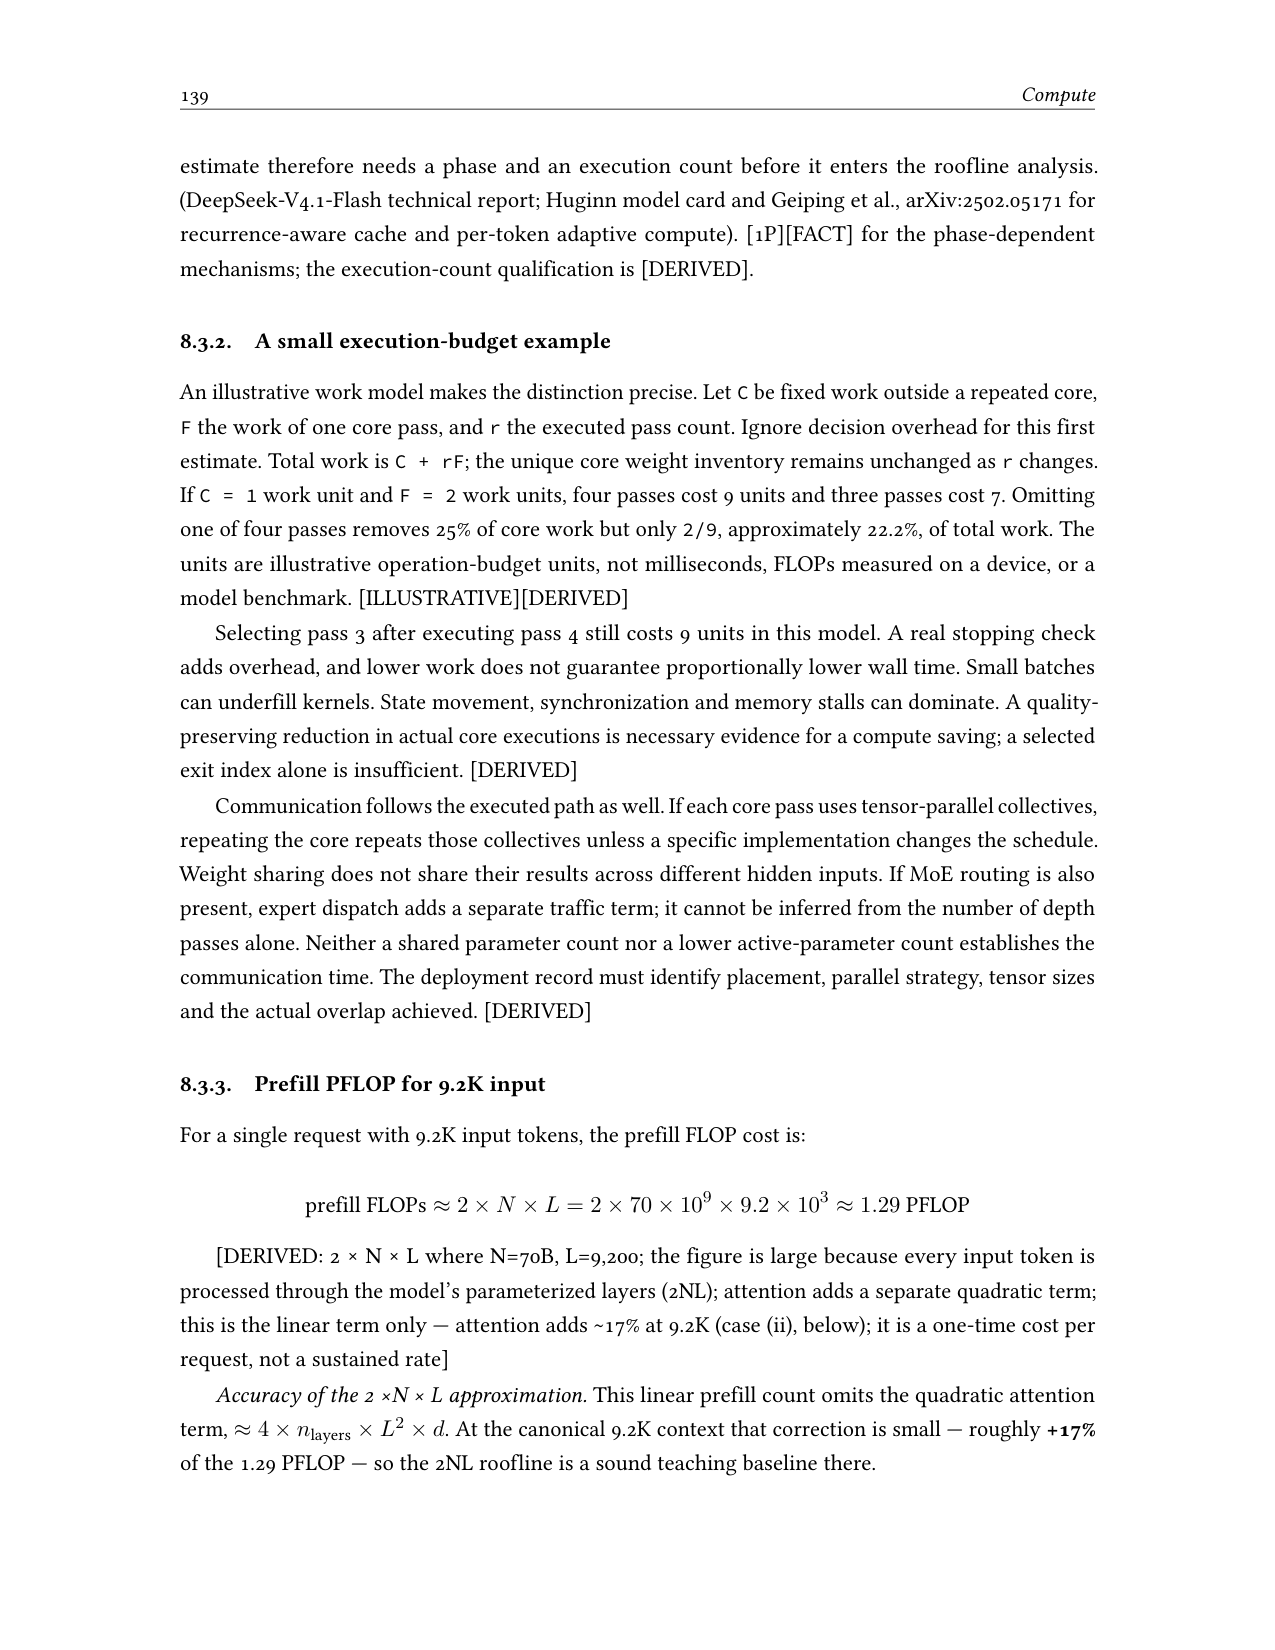 139 Compute
estimate therefore needs a phase and an execution count before it enters the roofline analysis.
(DeepSeek-V4.1-Flash technical report; Huginn model card and Geiping et al., arXiv:2502.05171 for
recurrence-aware cache and per-token adaptive compute). [1P][FACT] for the phase-dependent
mechanisms; the execution-count qualification is [DERIVED].
8.3.2. A small execution-budget example
An illustrative work model makes the distinction precise. Let C be fixed work outside a repeated core,
F the work of one core pass, and r the executed pass count. Ignore decision overhead for this first
estimate. Total work is C + rF; the unique core weight inventory remains unchanged as r changes.
If C = 1 work unit and F = 2 work units, four passes cost 9 units and three passes cost 7. Omitting
one of four passes removes 25% of core work but only 2/9, approximately 22.2%, of total work. The
units are illustrative operation-budget units, not milliseconds, FLOPs measured on a device, or a
model benchmark. [ILLUSTRATIVE][DERIVED]
Selecting pass 3 after executing pass 4 still costs 9 units in this model. A real stopping check
adds overhead, and lower work does not guarantee proportionally lower wall time. Small batches
can underfill kernels. State movement, synchronization and memory stalls can dominate. A quality-
preserving reduction in actual core executions is necessary evidence for a compute saving; a selected
exit index alone is insufficient. [DERIVED]
Communication follows the executed path as well. If each core pass uses tensor-parallel collectives,
repeating the core repeats those collectives unless a specific implementation changes the schedule.
Weight sharing does not share their results across different hidden inputs. If MoE routing is also
present, expert dispatch adds a separate traffic term; it cannot be inferred from the number of depth
passes alone. Neither a shared parameter count nor a lower active-parameter count establishes the
communication time. The deployment record must identify placement, parallel strategy, tensor sizes
and the actual overlap achieved. [DERIVED]
8.3.3. Prefill PFLOP for 9.2K input
For a single request with 9.2K input tokens, the prefill FLOP cost is:
prefill FLOPs ≈ 2 × N × L = 2 × 70 × 10⁹ × 9.2 × 10³ ≈ 1.29 PFLOP
[DERIVED: 2 × N × L where N=70B, L=9,200; the figure is large because every input token is
processed through the model’s parameterized layers (2NL); attention adds a separate quadratic term;
this is the linear term only — attention adds ~17% at 9.2K (case (ii), below); it is a one-time cost per
request, not a sustained rate]
Accuracy of the 2 ×N × L approximation. This linear prefill count omits the quadratic attention
term, ≈ 4 × n_layers × L² × d. At the canonical 9.2K context that correction is small — roughly +17%
of the 1.29 PFLOP — so the 2NL roofline is a sound teaching baseline there.